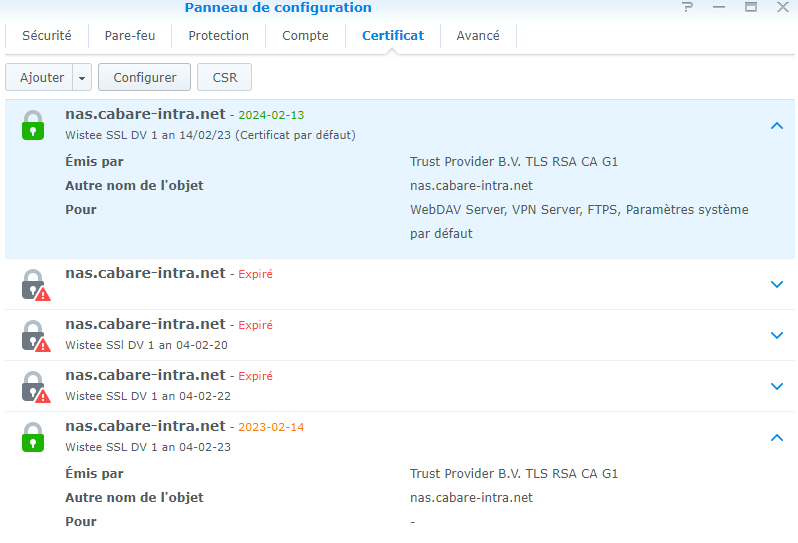 Panneau de configuration
Sécurité Pare-feu Protection Compte Certificat Avancé
Ajouter Configurer CSR
nas.cabare-intra.net - 2024-02-13
Wistee SSL DV 1 an 14/02/23 (Certificat par défaut)
Émis par Trust Provider B.V. TLS RSA CA G1
Autre nom de l'objet nas.cabare-intra.net
Pour WebDAV Server, VPN Server, FTPS, Paramètres système
par défaut
nas.cabare-intra.net - Expiré
nas.cabare-intra.net - Expiré
Wistee SSl DV 1 an 04-02-20
nas.cabare-intra.net - Expiré
Wistee SSL DV 1 an 04-02-22
nas.cabare-intra.net - 2023-02-14
Wistee SSL DV 1 an 04-02-23
Émis par Trust Provider B.V. TLS RSA CA G1
Autre nom de l'objet nas.cabare-intra.net
Pour -